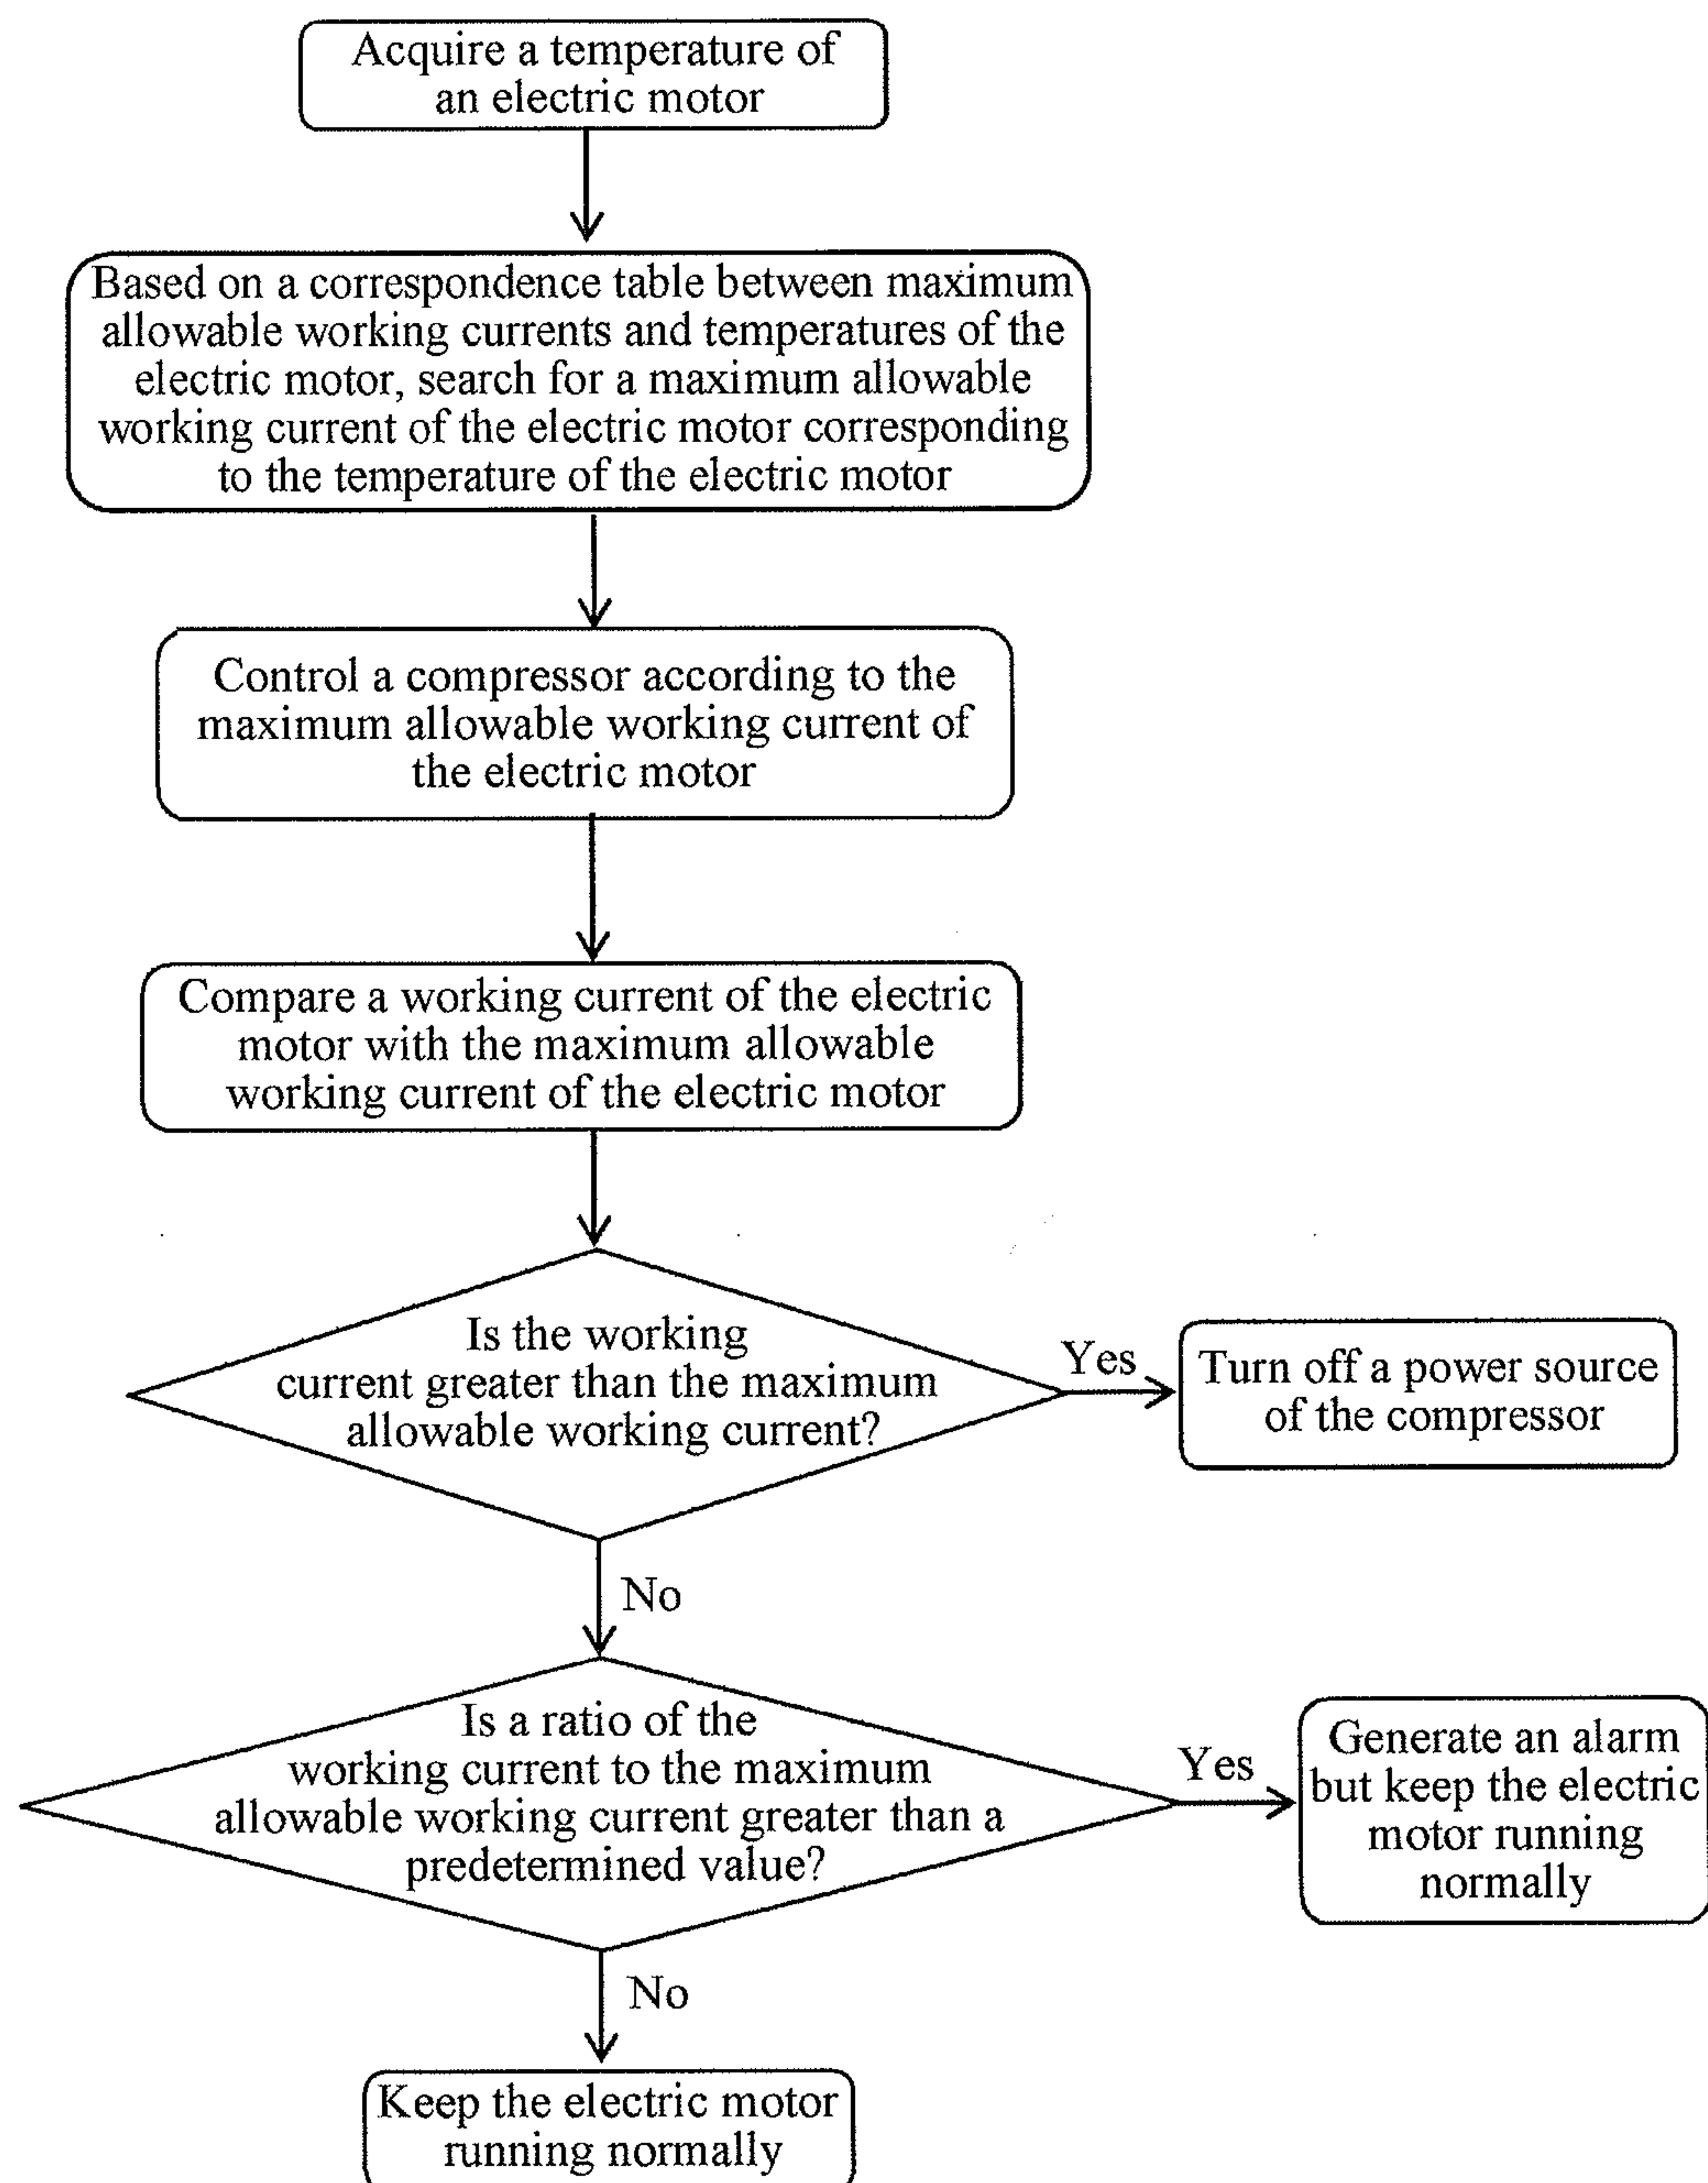 Acquire a temperature of
an electric motor
Based on a correspondence table between maximum
allowable working currents and temperatures of the
electric motor, search for a maximum allowable
working current of the electric motor corresponding
to the temperature of the electric motor
Control a compressor according to the
maximum allowable working current of
the electric motor
Compare a working current of the electric
motor with the maximum allowable
working current of the electric motor
Is the working
current greater than the maximum
allowable working current?
Yes
Turn off a power source
of the compressor
No
Is a ratio of the
working current to the maximum
allowable working current greater than a
predetermined value?
Yes
Generate an alarm
but keep the electric
motor running
normally
No
Keep the electric motor
running normally